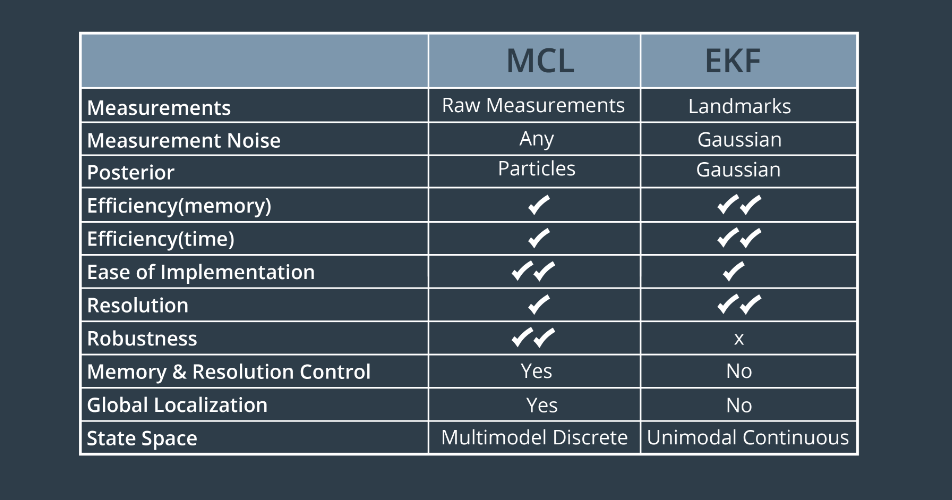 MCL EKF
Measurements Raw Measurements Landmarks
Measurement Noise Any Gaussian
Posterior Particles Gaussian
Efficiency(memory) ✔ ✔✔
Efficiency(time) ✔ ✔✔
Ease of Implementation ✔✔ ✔
Resolution ✔ ✔✔
Robustness ✔✔ x
Memory & Resolution Control Yes No
Global Localization Yes No
State Space Multimodel Discrete Unimodal Continuous